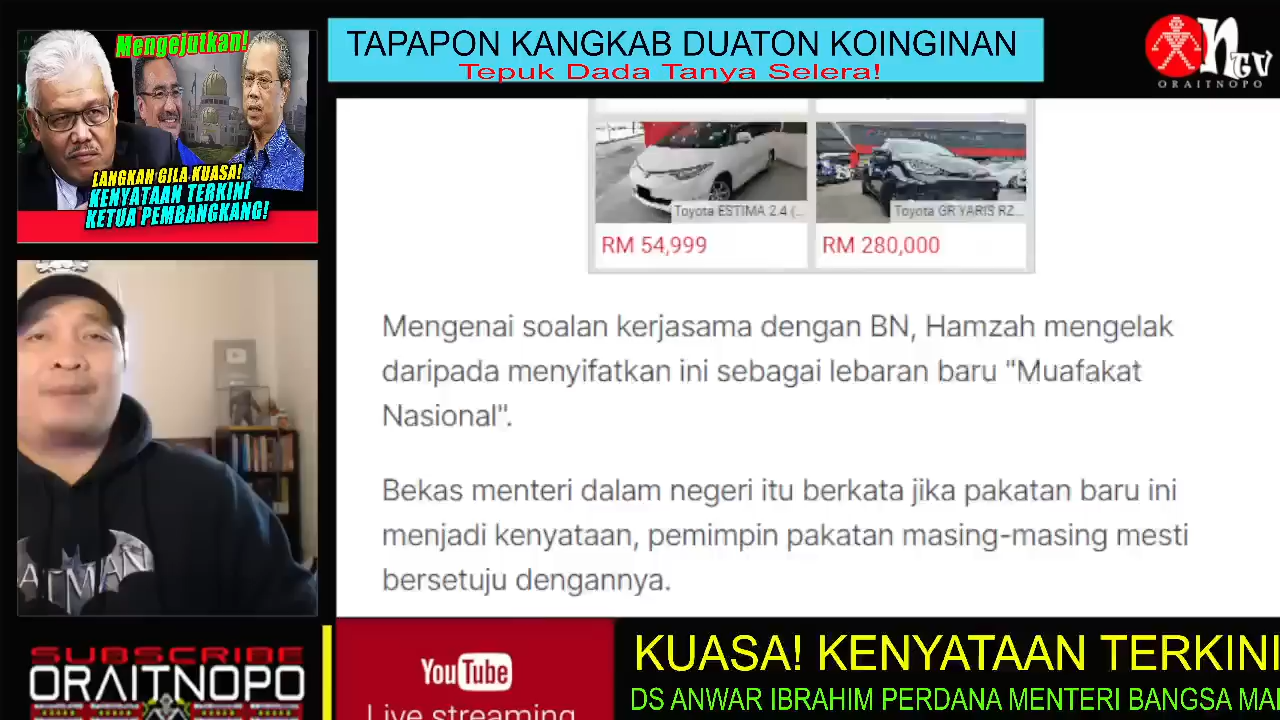 Mengejutkan!
LANGKAH GILA KUASA!
KENYATAAN TERKINI
KETUA PEMBANGKANG!
TAPAPON KANGKAB DUATON KOINGINAN
Tepuk Dada Tanya Selera!
n TV
ORAITNOPO
Toyota ESTIMA 2.4 (...
Toyota GR YARIS RZ...
RM 54,999
RM 280,000
Mengenai soalan kerjasama dengan BN, Hamzah mengelak
daripada menyifatkan ini sebagai lebaran baru "Muafakat
Nasional".
Bekas menteri dalam negeri itu berkata jika pakatan baru ini
menjadi kenyataan, pemimpin pakatan masing-masing mesti
bersetuju dengannya.
BATMAN
SUBSCRIBE
ORAITNOPO
YouTube
Live streaming
KUASA! KENYATAAN TERKINI
DS ANWAR IBRAHIM PERDANA MENTERI BANGSA MA